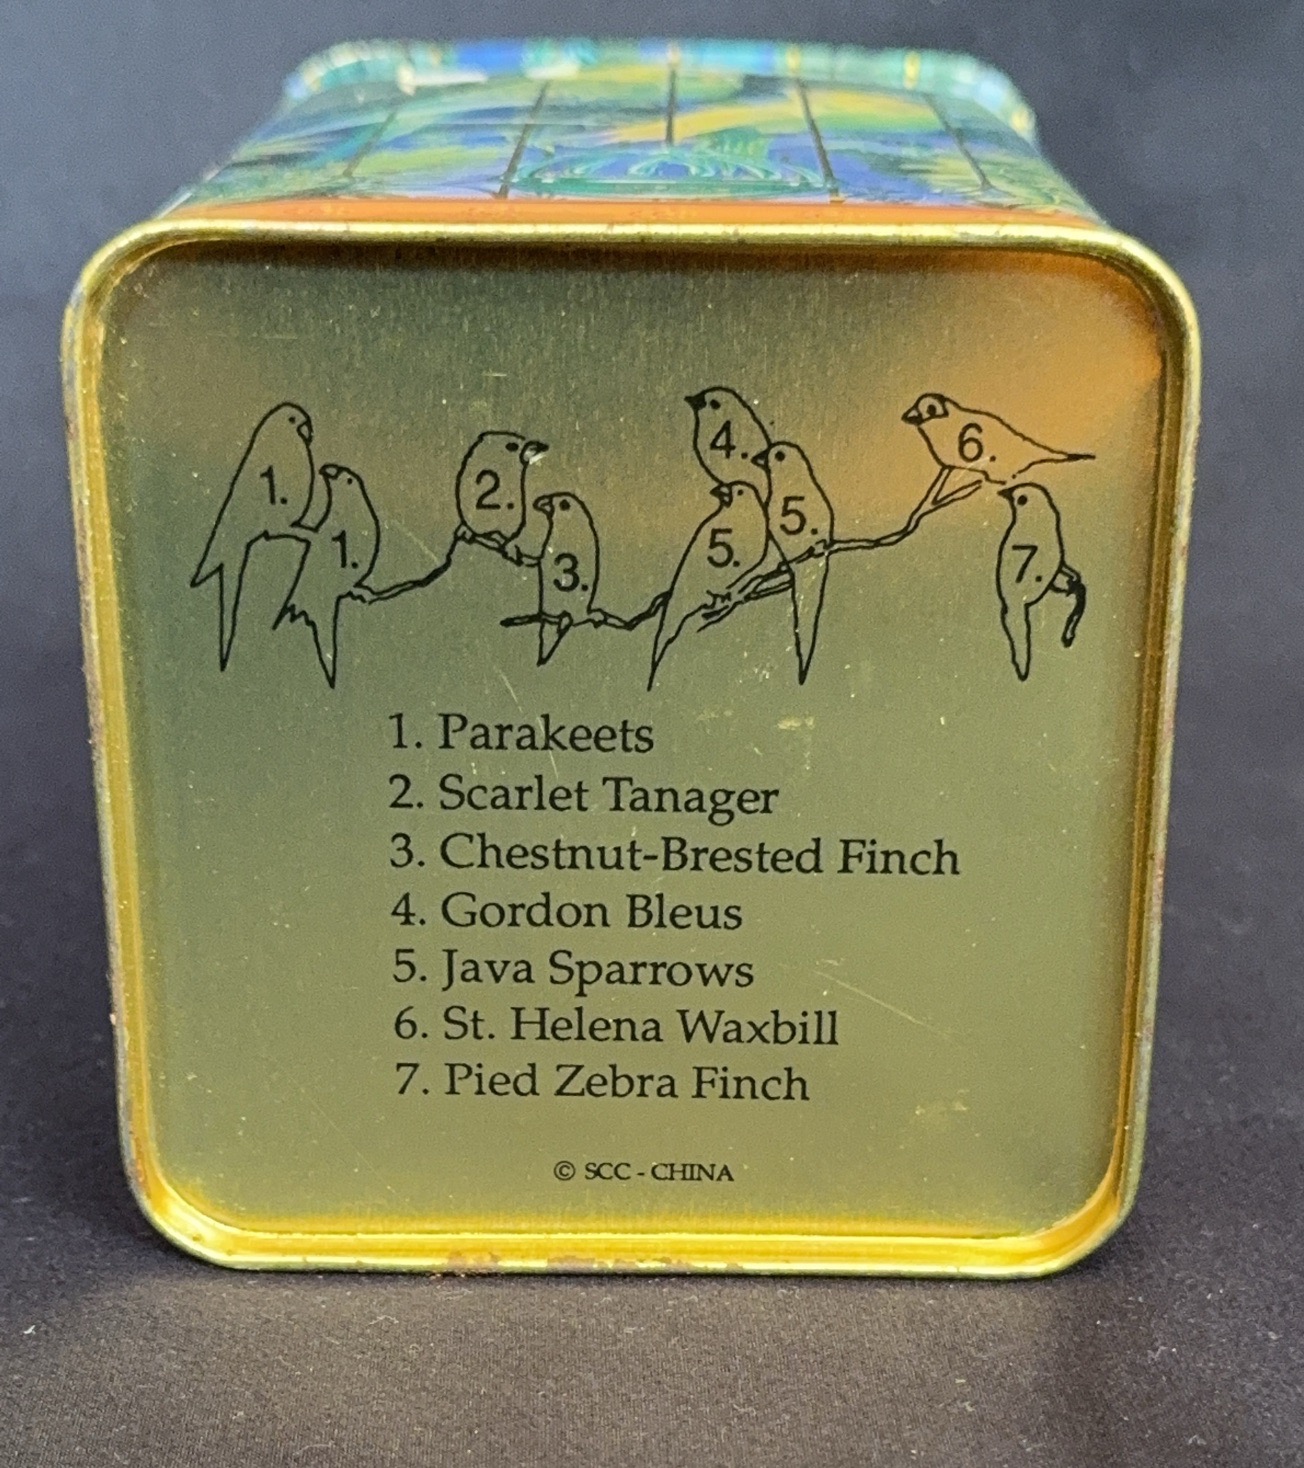 1. 1. 2. 3. 4. 5. 5. 6. 7.
1. Parakeets
2. Scarlet Tanager
3. Chestnut-Brested Finch
4. Gordon Bleus
5. Java Sparrows
6. St. Helena Waxbill
7. Pied Zebra Finch
© SCC - CHINA